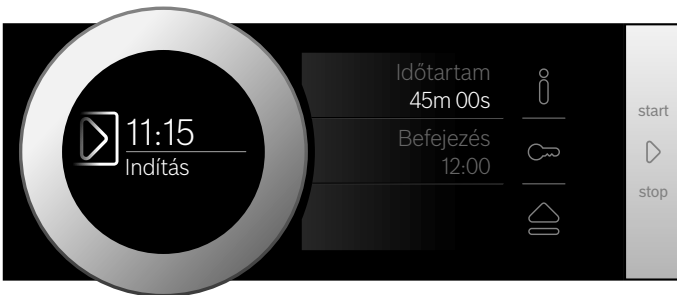 11:15
Indítás
Időtartam
45m 00s
Befejezés
12:00
start
stop